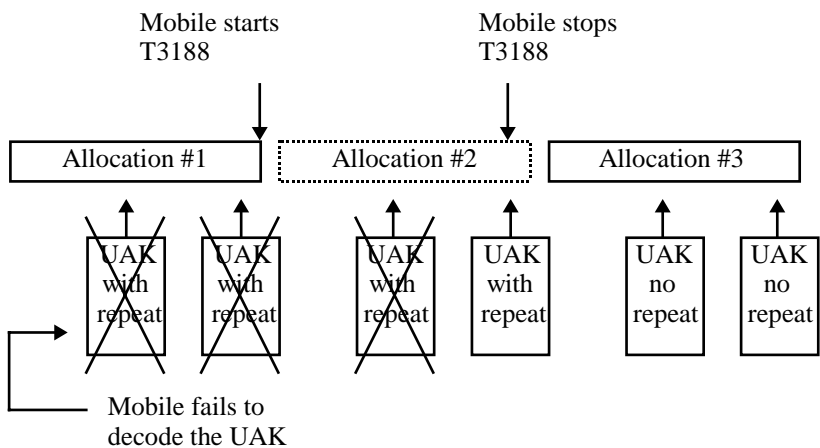 Mobile starts
T3188
Mobile stops
T3188
Allocation #1
Allocation #2
Allocation #3
UAK
with
repeat
UAK
with
repeat
UAK
with
repeat
UAK
with
repeat
UAK
no
repeat
UAK
no
repeat
Mobile fails to
decode the UAK